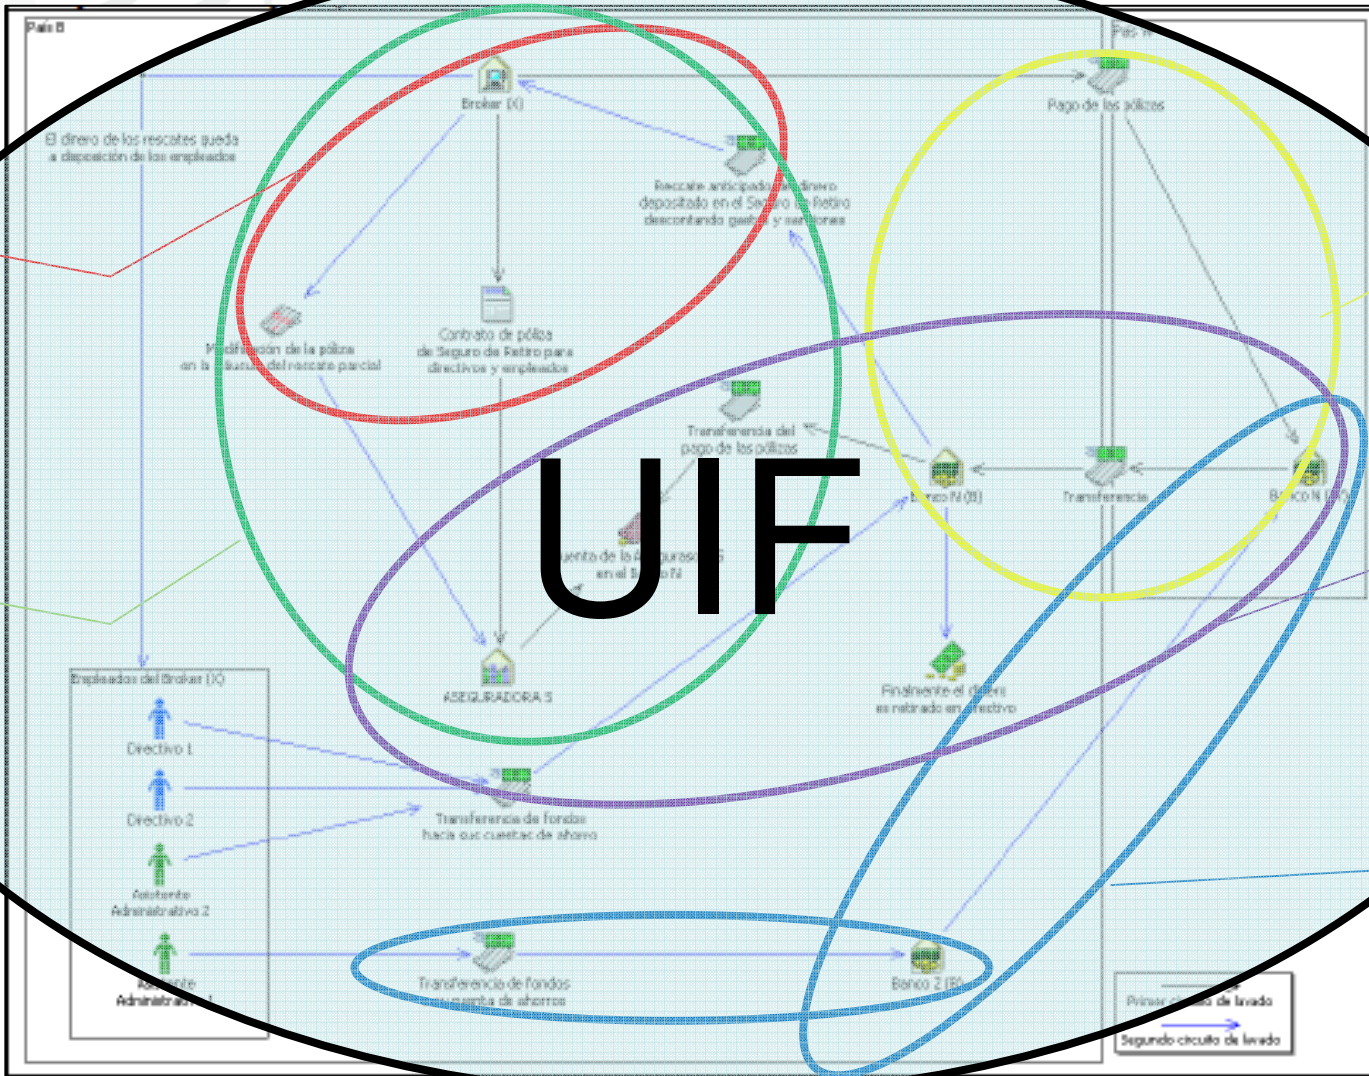 País B
Broker (X)
Pago de las pólizas
El dinero de los rescates queda
a disposición de los empleados
Rescate anticipado del dinero
depositado en el Seguro de Retiro
descontando gastos y sanciones
Modificación de la póliza
en la cláusula del rescate parcial
Contrato de póliza
de Seguro de Retiro para
directivos y empleados
Transferencia del
pago de las pólizas
UIF
Banco N (B)
Transferencia
Banco N
Cuenta de la Aseguradora S
en el Banco N
ASEGURADORA S
Finalmente el dinero
es retirado en efectivo
Empleados del Broker (X)
Directivo 1
Directivo 2
Asistente
Administrativo 2
Asistente
Administrativo 1
Transferencia de fondos
hacia sus cuentas de ahorro
Transferencia de fondos
cuenta de ahorros
Banco Z (B)
Primer circuito de lavado
Segundo circuito de lavado